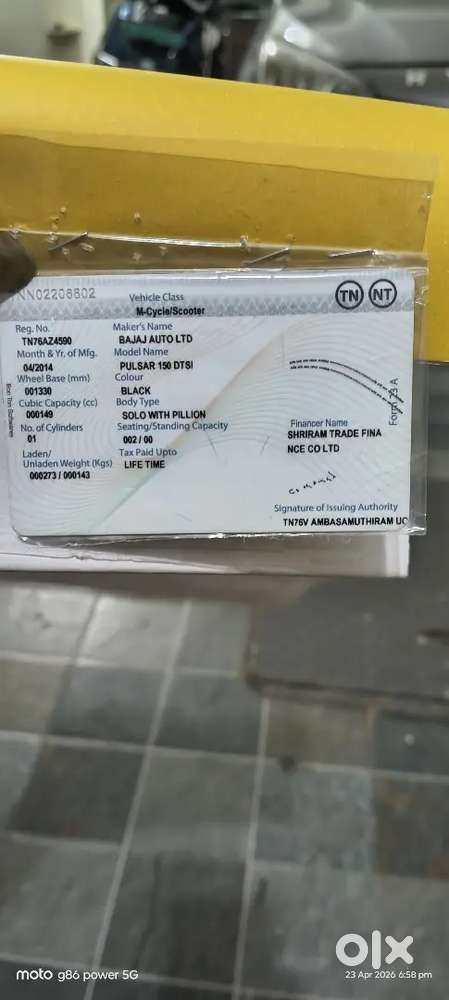 NN02206602
Vehicle Class
M-Cycle/Scooter
TN NT
Reg. No.
TN76AZ4590
Maker's Name
BAJAJ AUTO LTD
Month & Yr. of Mfg.
04/2014
Model Name
PULSAR 150 DTSI
Wheel Base (mm)
001330
Colour
BLACK
Cubic Capacity (cc)
000149
Body Type
SOLO WITH PILLION
No. of Cylinders
01
Seating/Standing Capacity
002 / 00
Laden/
Unladen Weight (Kgs)
000273 / 000143
Tax Paid Upto
LIFE TIME
Financer Name
SHRIRAM TRADE FINA
NCE CO LTD
Form 23 A
Signature of Issuing Authority
TN76V AMBASAMUTHIRAM UO
olx
moto g86 power 5G
23 Apr 2026 6:58 pm